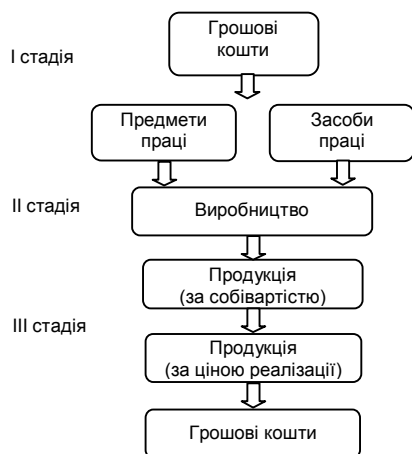 Грошові
кошти
І стадія
Предмети
праці
Засоби
праці
ІІ стадія
Виробництво
Продукція
(за собівартістю)
ІІІ стадія
Продукція
(за ціною реалізації)
Грошові кошти